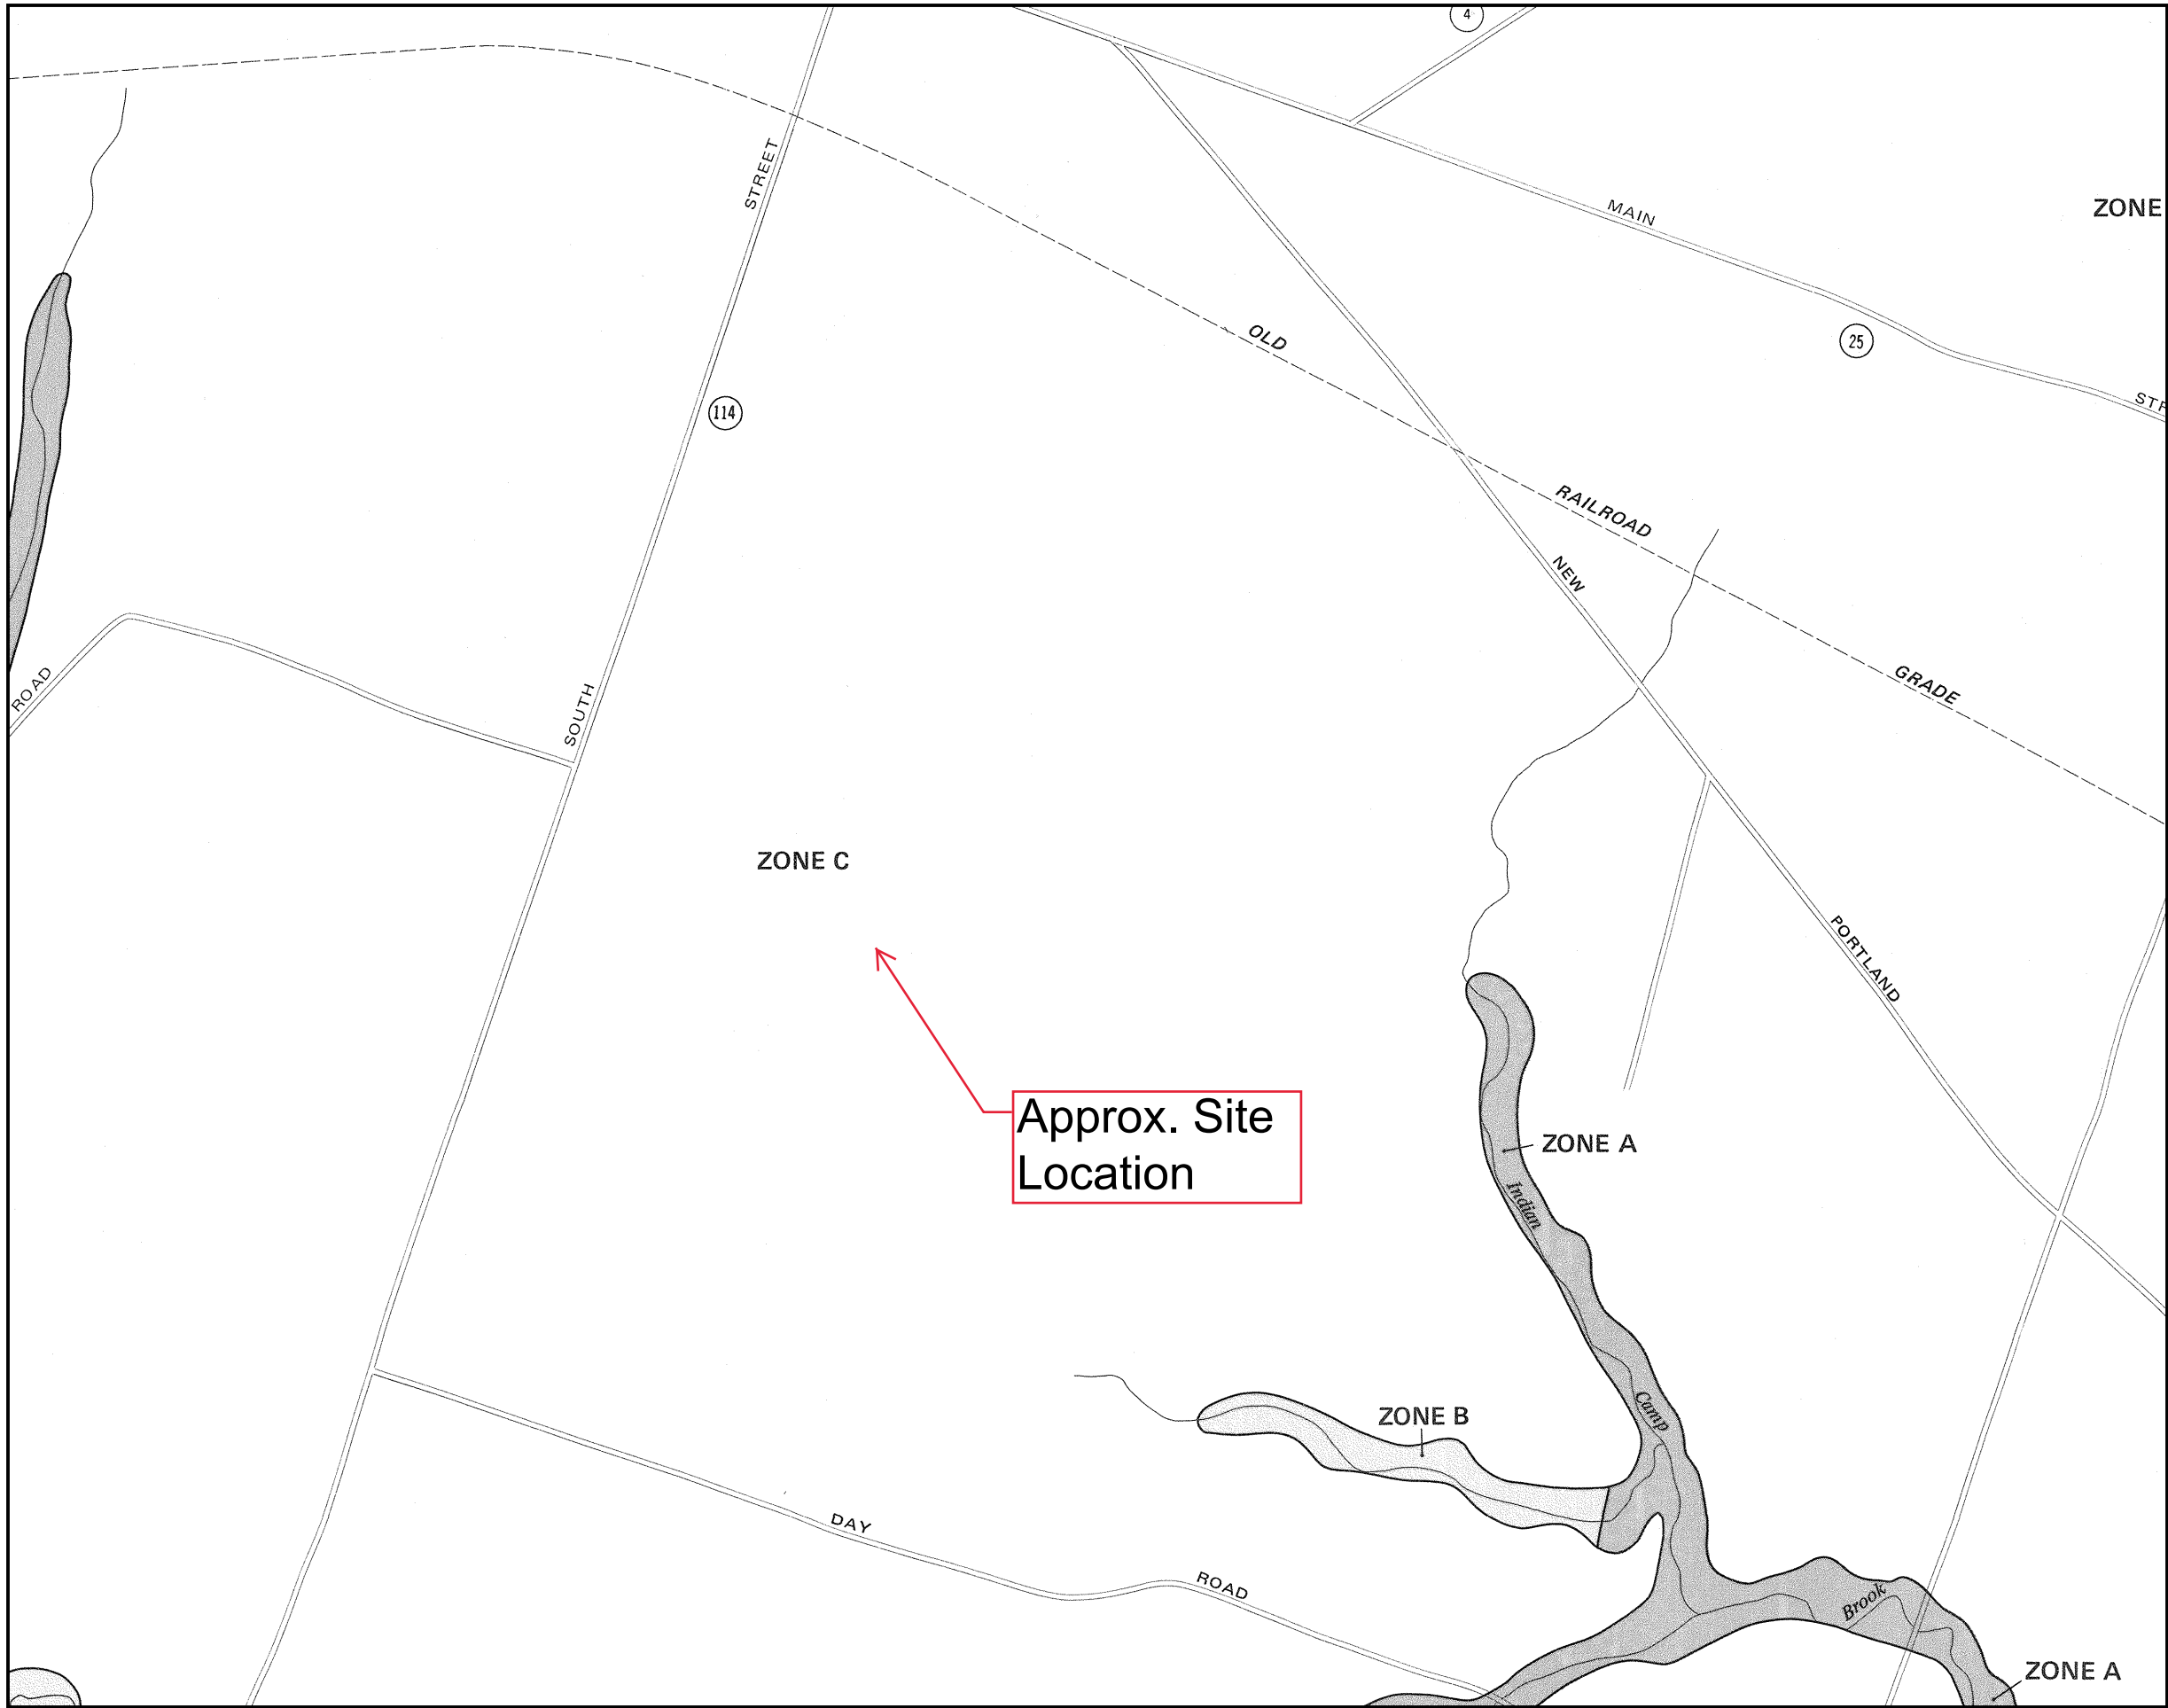 4
STREET
MAIN
ZONE
OLD
25
STR
114
RAILROAD
NEW
ROAD
SOUTH
GRADE
ZONE C
PORTLAND
Approx. Site
Location
ZONE A
Indian
Camp
ZONE B
DAY
ROAD
Brook
ZONE A